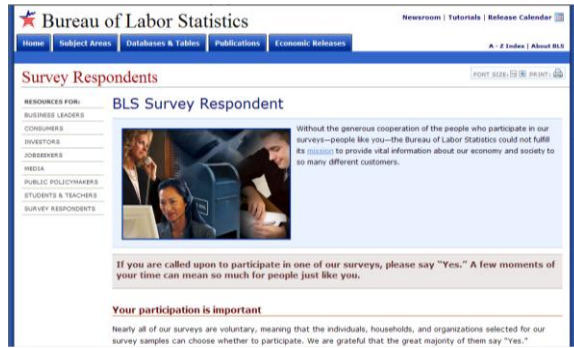 Bureau of Labor Statistics
Newsroom | Tutorials | Release Calendar
Home Subject Areas Databases & Tables Publications Economic Releases
A - Z Index | About BLS
Survey Respondents
FONT SIZE: PRINT:
RESOURCES FOR:
BUSINESS LEADERS
CONSUMERS
INVESTORS
JOBSEEKERS
MEDIA
PUBLIC POLICYMAKERS
STUDENTS & TEACHERS
SURVEY RESPONDENTS
BLS Survey Respondent
Without the generous cooperation of the people who participate in our
surveys—people like you—the Bureau of Labor Statistics could not fulfill
its mission to provide vital information about our economy and society to
so many different customers.
If you are called upon to participate in one of our surveys, please say “Yes.” A few moments of
your time can mean so much for people just like you.
Your participation is important
Nearly all of our surveys are voluntary, meaning that the individuals, households, and organizations selected for our
survey samples can choose whether to participate. We are grateful that the great majority of them say “Yes.”